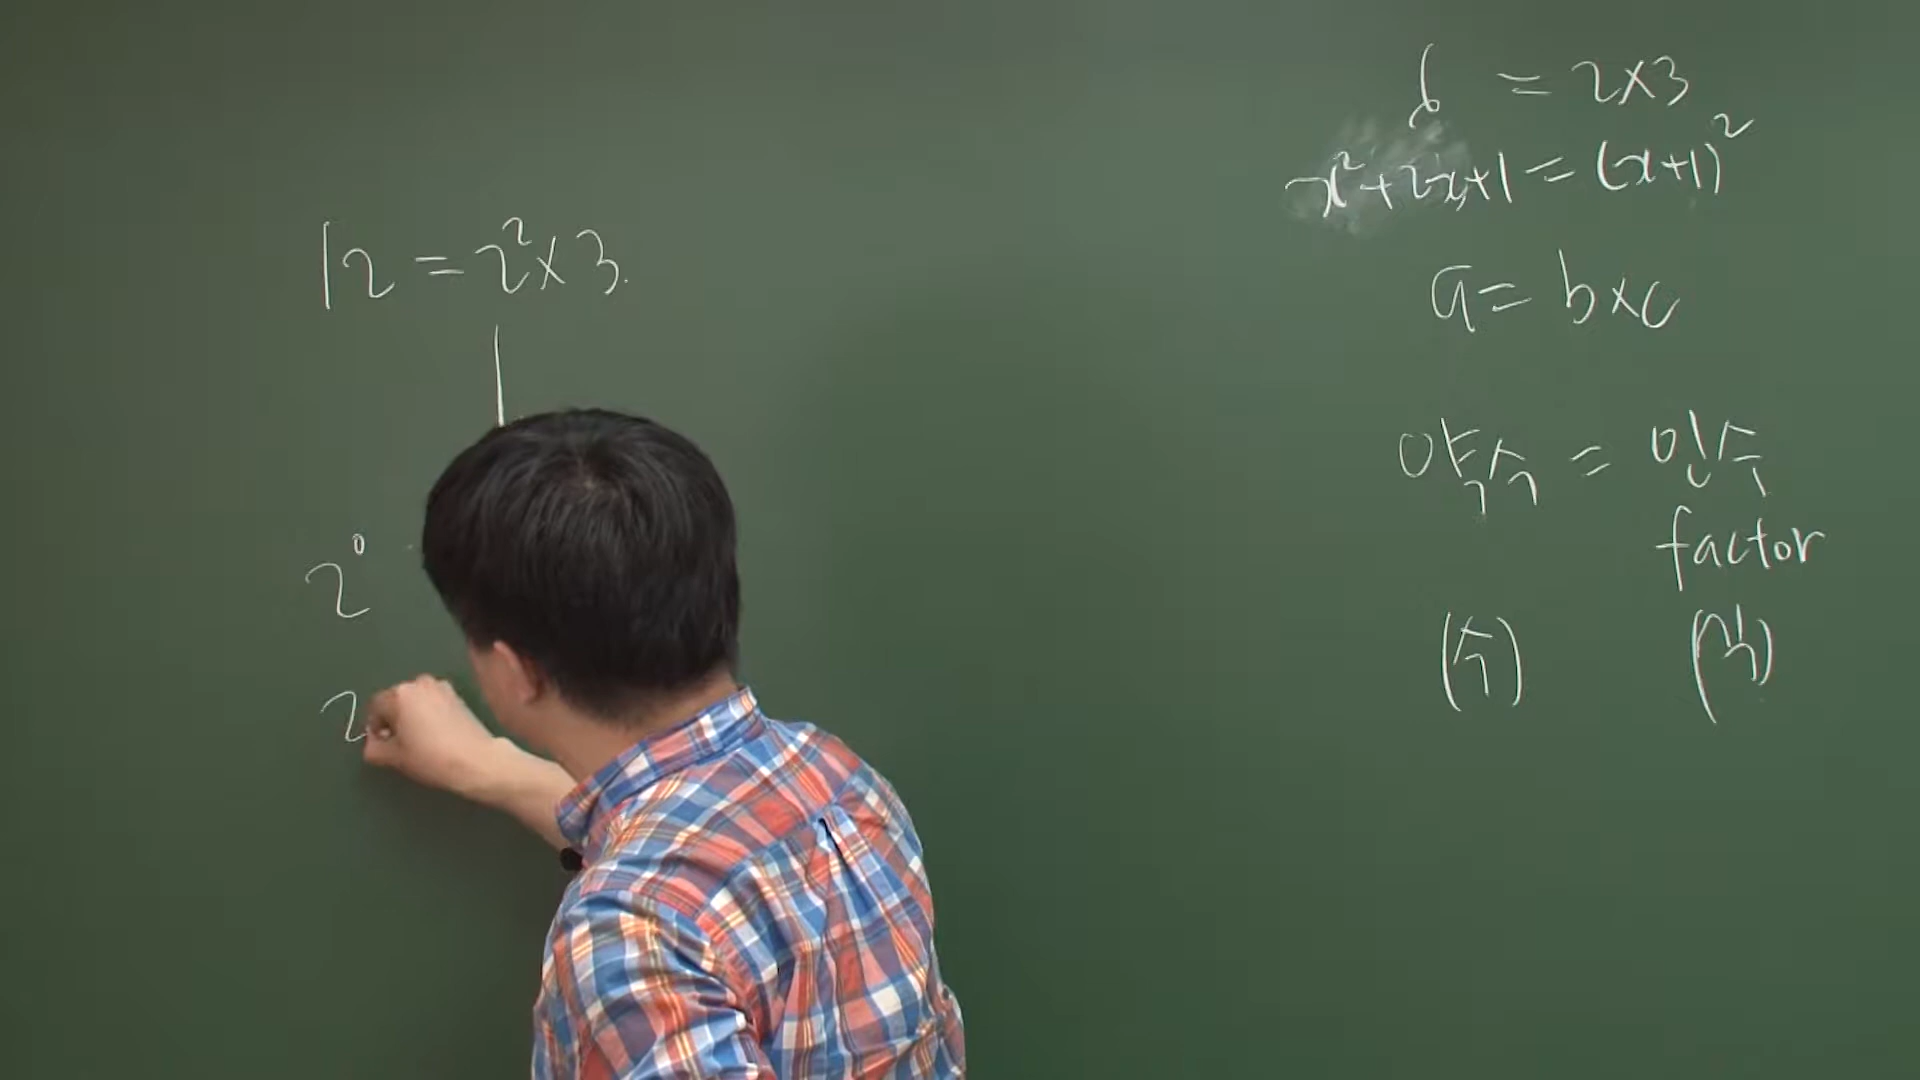 12 = 2² × 3.
2⁰
2
6 = 2×3
x²+2x+1 = (x+1)²
a = b×c
약수 = 인수
factor
(수) (식)